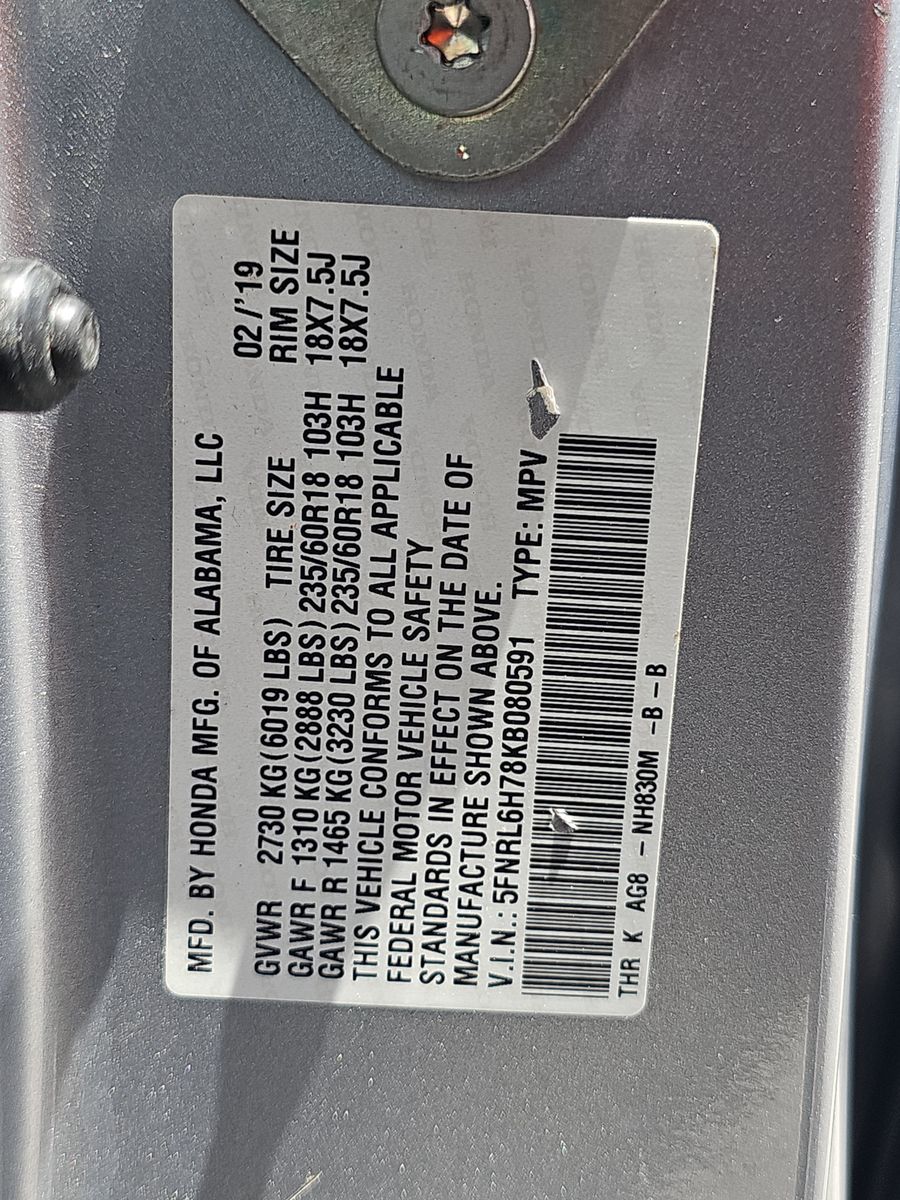 MFD. BY HONDA MFG. OF ALABAMA, LLC
02/'19
GVWR 2730 KG(6019 LBS) TIRE SIZE RIM SIZE
GAWR F 1310 KG(2888 LBS) 235/60R18 103H 18X7.5J
GAWR R 1465 KG(3230 LBS) 235/60R18 103H 18X7.5J
THIS VEHICLE CONFORMS TO ALL APPLICABLE
FEDERAL MOTOR VEHICLE SAFETY
STANDARDS IN EFFECT ON THE DATE OF
MANUFACTURE SHOWN ABOVE.
V.I.N.: 5FNRL6H78KB080591 TYPE: MPV
THR K AG8 -NH830M -B-B